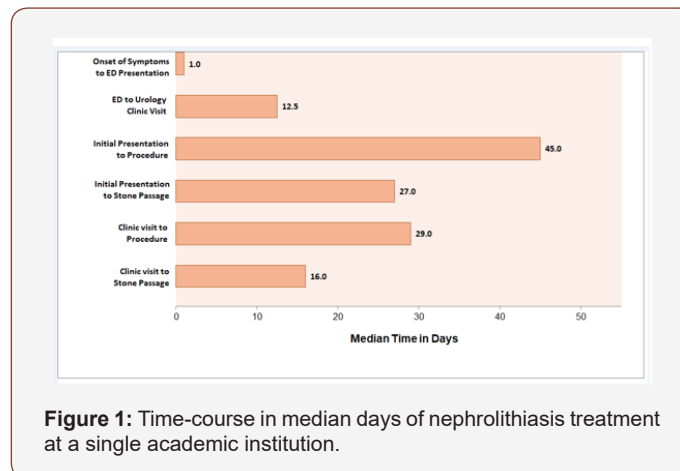 Onset of Symptoms
to ED Presentation
1.0
ED to Urology
Clinic Visit
12.5
Initial Presentation
to Procedure
45.0
Initial Presentation
to Stone Passage
27.0
Clinic visit to
Procedure
29.0
Clinic visit to
Stone Passage
16.0
0 10 20 30 40 50
Median Time in Days
Figure 1: Time-course in median days of nephrolithiasis treatment
at a single academic institution.